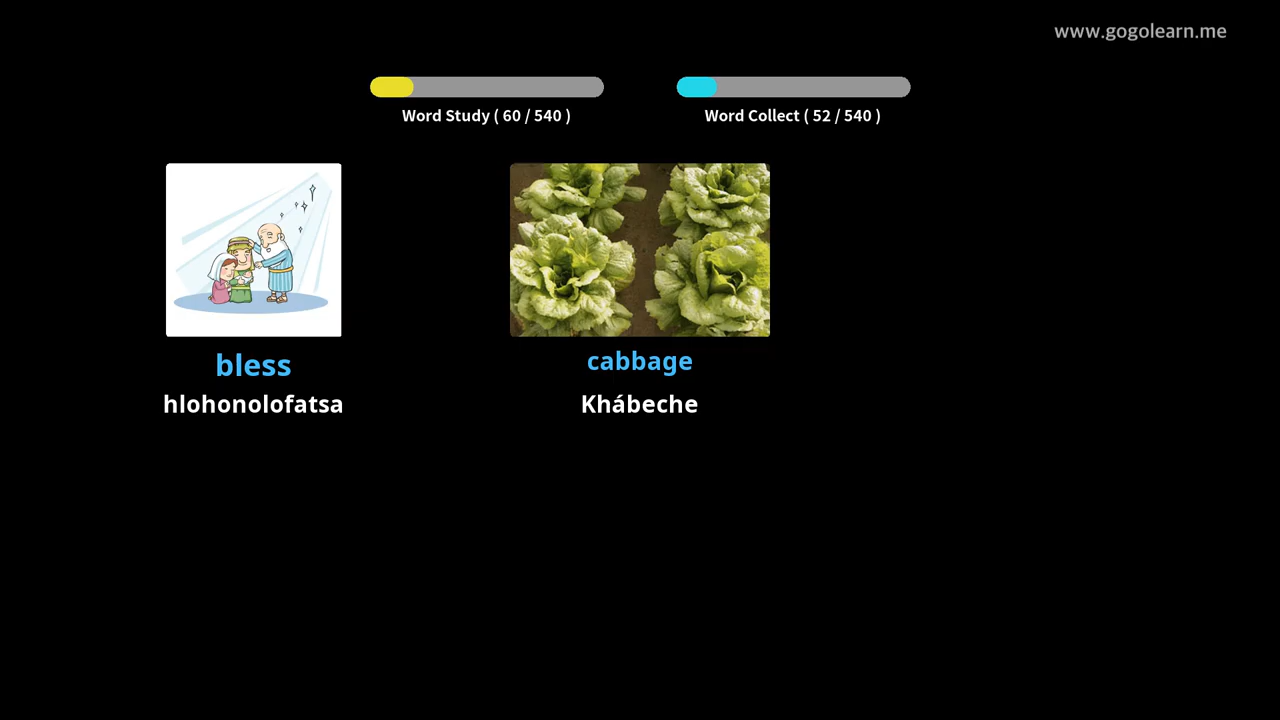 www.gogolearn.me
Word Study ( 60 / 540 )
Word Collect ( 52 / 540 )
bless
cabbage
hlohonolofatsa
Khábeche